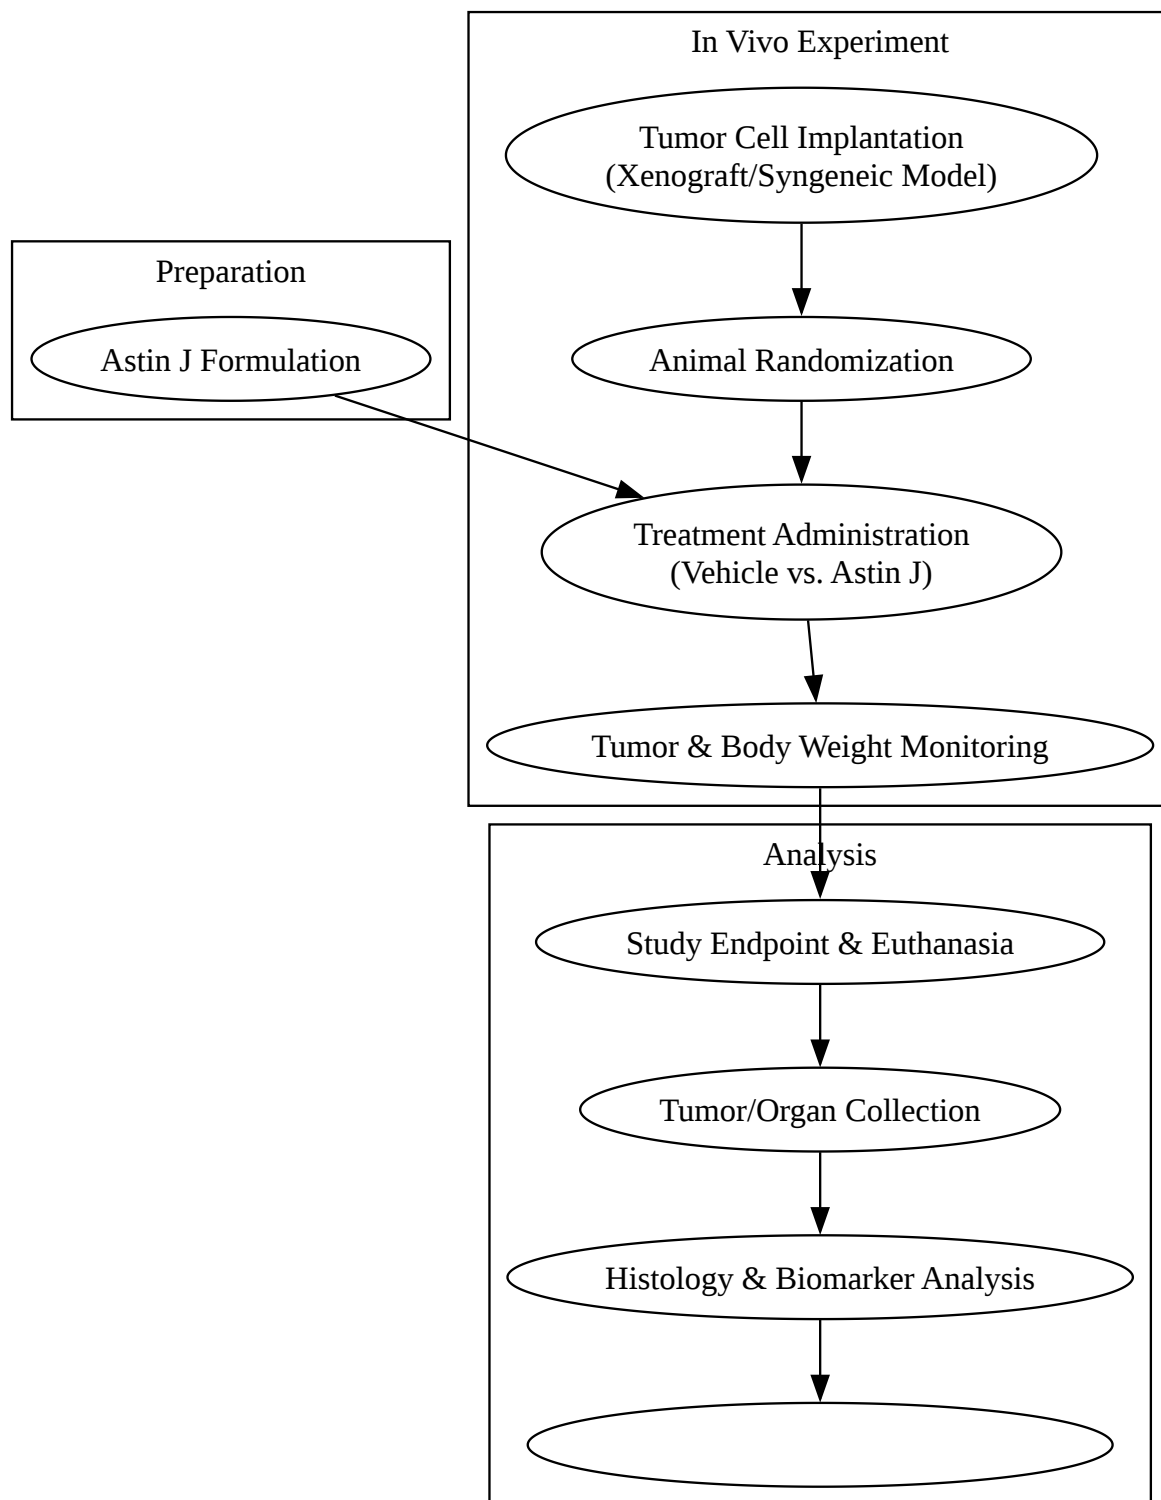 In Vivo Experiment
Tumor Cell Implantation
(Xenograft/Syngeneic Model)
Preparation
Astin J Formulation
Animal Randomization
Treatment Administration
(Vehicle vs. Astin J)
Tumor & Body Weight Monitoring
Analysis
Study Endpoint & Euthanasia
Tumor/Organ Collection
Histology & Biomarker Analysis